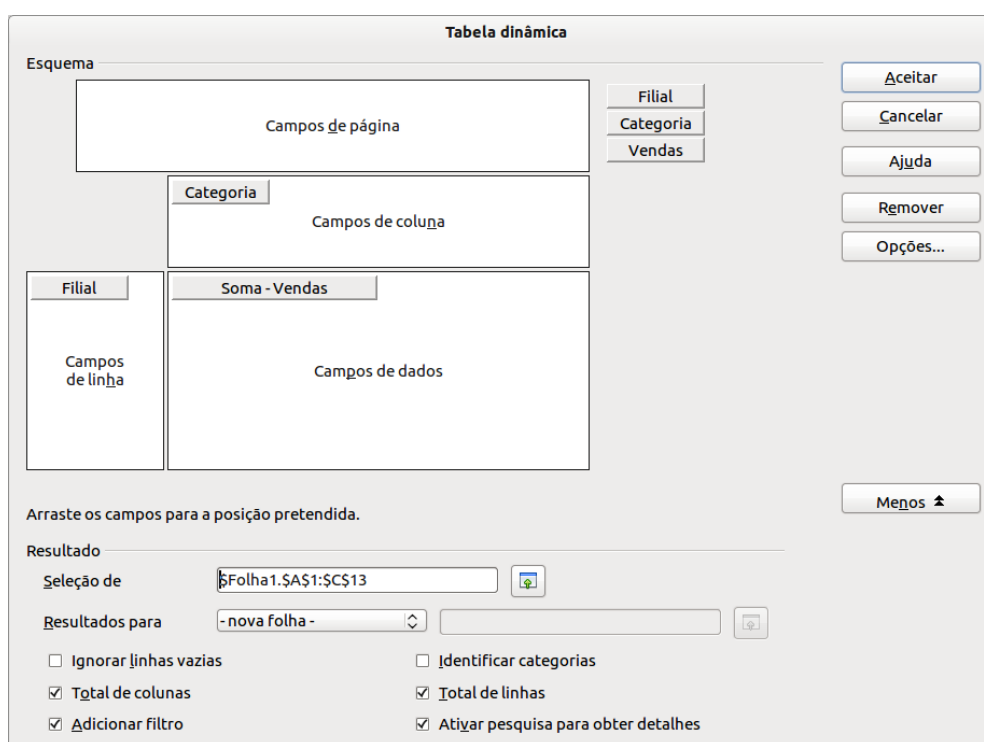 Tabela dinâmica
Esquema
Campos de página
Filial
Categoria
Vendas
Aceitar
Cancelar
Ajuda
Remover
Opções...
Categoria
Campos de coluna
Filial
Campos
de linha
Soma - Vendas
Campos de dados
Menos
Arraste os campos para a posição pretendida.
Resultado
Seleção de
$Folha1.$A$1:$C$13
Resultados para
- nova folha -
Ignorar linhas vazias
Identificar categorias
Total de colunas
Total de linhas
Adicionar filtro
Ativar pesquisa para obter detalhes